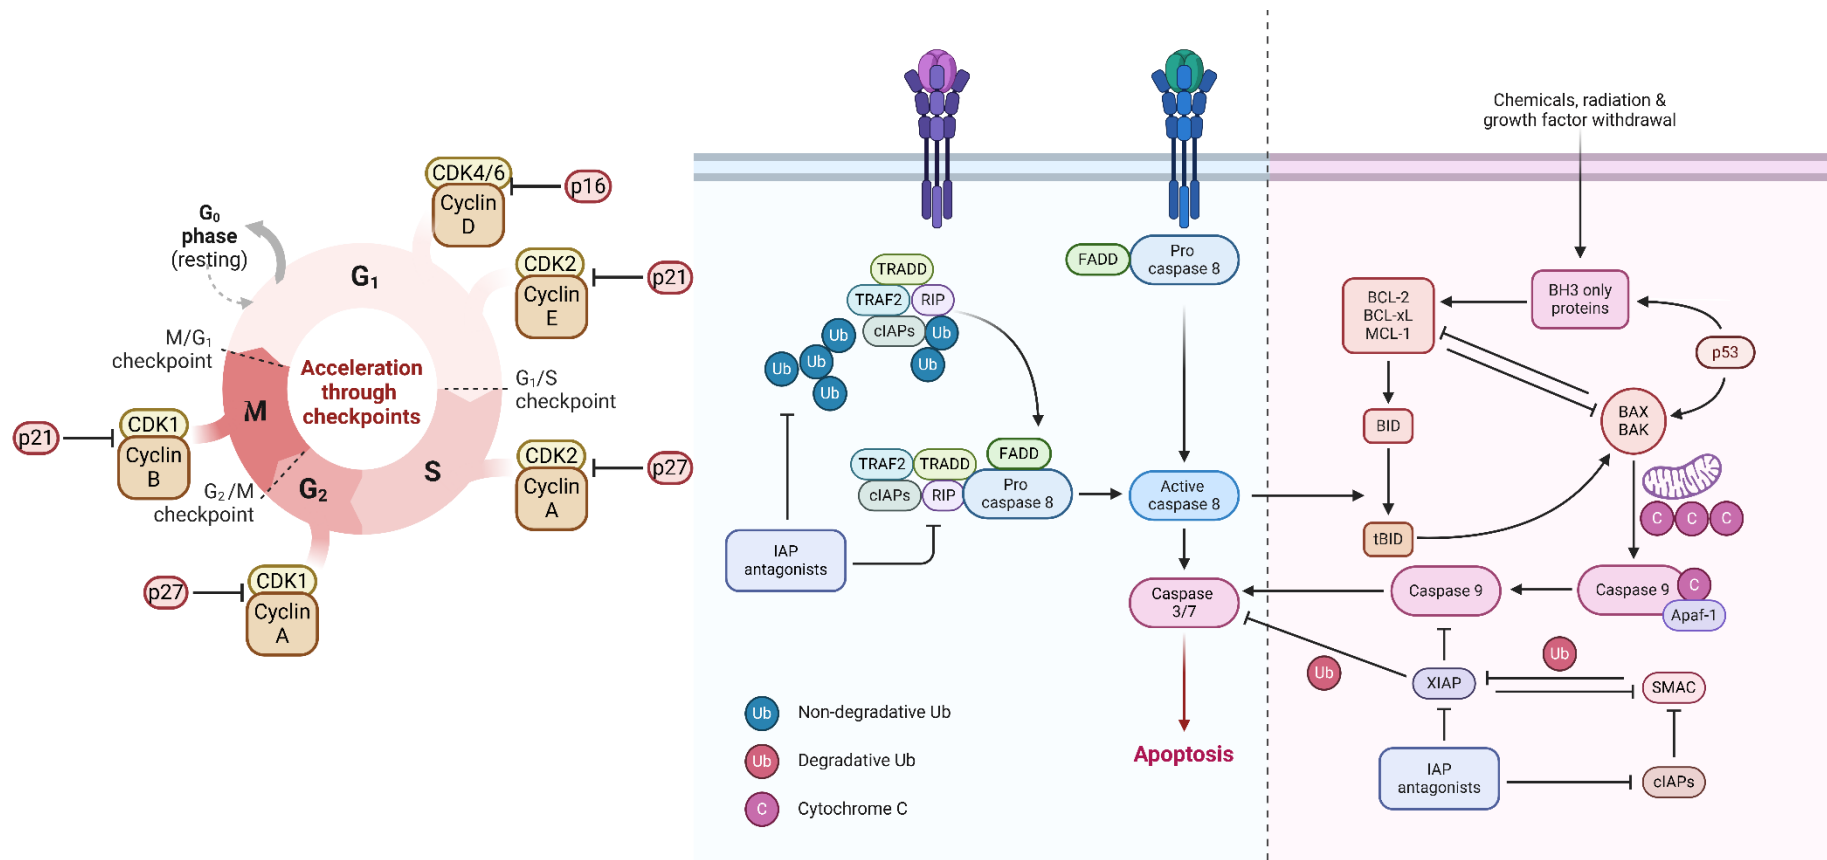 CDK4/6
Cyclin
D
p16
G₀
phase
(resting)
G₁
CDK2
Cyclin
E
p21
M/G₁
checkpoint
Acceleration
through
checkpoints
G₁/S
checkpoint
M
p21
CDK1
Cyclin
B
S
CDK2
Cyclin
A
p27
G₂/M
checkpoint
G₂
p27
CDK1
Cyclin
A
TRADD
TRAF2
RIP
cIAPs
Ub
Ub
Ub
Ub
Ub
Ub
FADD
Pro
caspase 8
TRAF2
TRADD
FADD
cIAPs
RIP
Pro
caspase 8
Active
caspase 8
IAP
antagonists
Caspase
3/7
Apoptosis
Ub
Non-degradative Ub
Ub
Degradative Ub
C
Cytochrome C
Chemicals, radiation &
growth factor withdrawal
BCL-2
BCL-xL
MCL-1
BH3 only
proteins
p53
BAX
BAK
BID
tBID
C
C
C
Caspase 9
Caspase 9
C
Apaf-1
Ub
Ub
XIAP
SMAC
IAP
antagonists
cIAPs